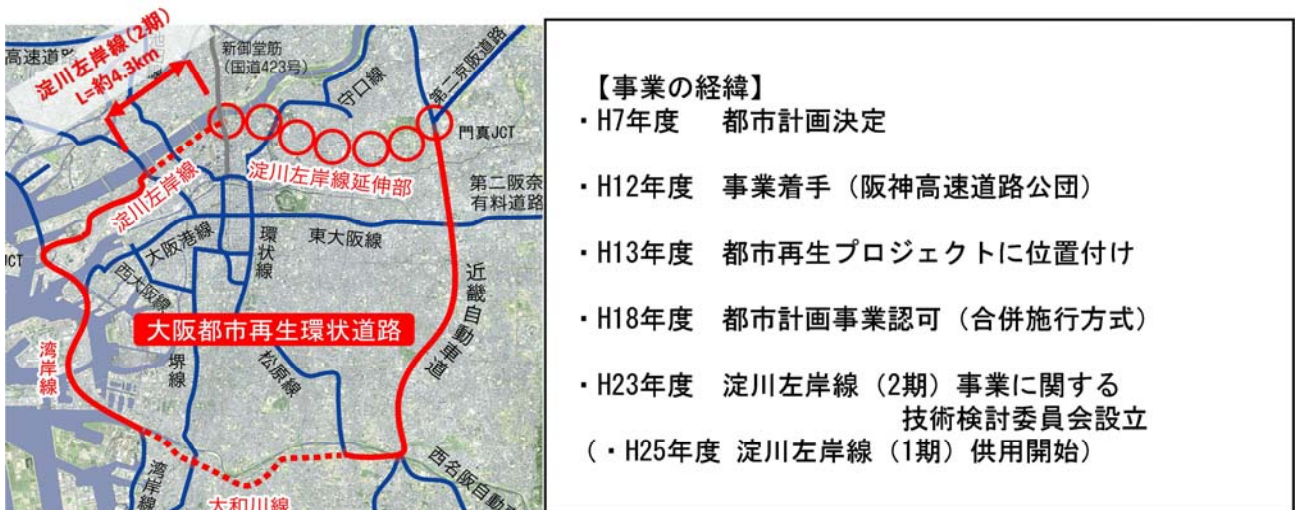 淀川左岸線(2期)
L=約4.3km
新御堂筋
(国道423号)
守口線
第二京阪道路
門真JCT
高速道
池
淀川左岸線
淀川左岸線延伸部
第二阪奈
有料道路
大阪港線
環状線
東大阪線
JCT
西大阪線
近畿自動車道
大阪都市再生環状道路
湾岸線
堺線
松原線
湾岸線
大和川線
西名阪自動
【事業の経緯】
・H7年度 都市計画決定
・H12年度 事業着手（阪神高速道路公団）
・H13年度 都市再生プロジェクトに位置付け
・H18年度 都市計画事業認可（合併施行方式）
・H23年度 淀川左岸線（2期）事業に関する
技術検討委員会設立
（・H25年度 淀川左岸線（1期）供用開始）